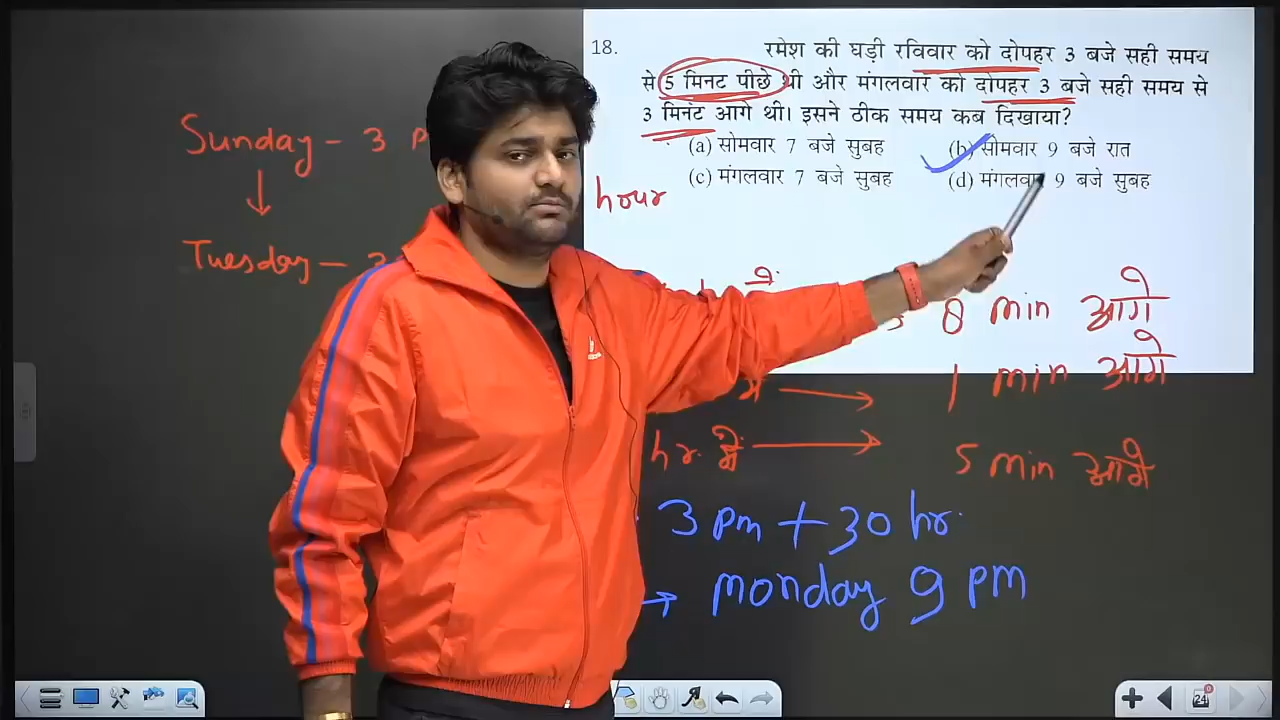 18. रमेश की घड़ी रविवार को दोपहर 3 बजे सही समय
से 5 मिनट पीछे थी और मंगलवार को दोपहर 3 बजे सही समय से
3 मिनट आगे थी। इसने ठीक समय कब दिखाया?
(a) सोमवार 7 बजे सुबह (b) सोमवार 9 बजे रात
(c) मंगलवार 7 बजे सुबह (d) मंगलवार 9 बजे सुबह
Sunday - 3
Tuesday -
hour
8 min आगे
1 min आगे
hr. में 5 min आगे
3 pm + 30 hr.
→ monday 9 pm
24